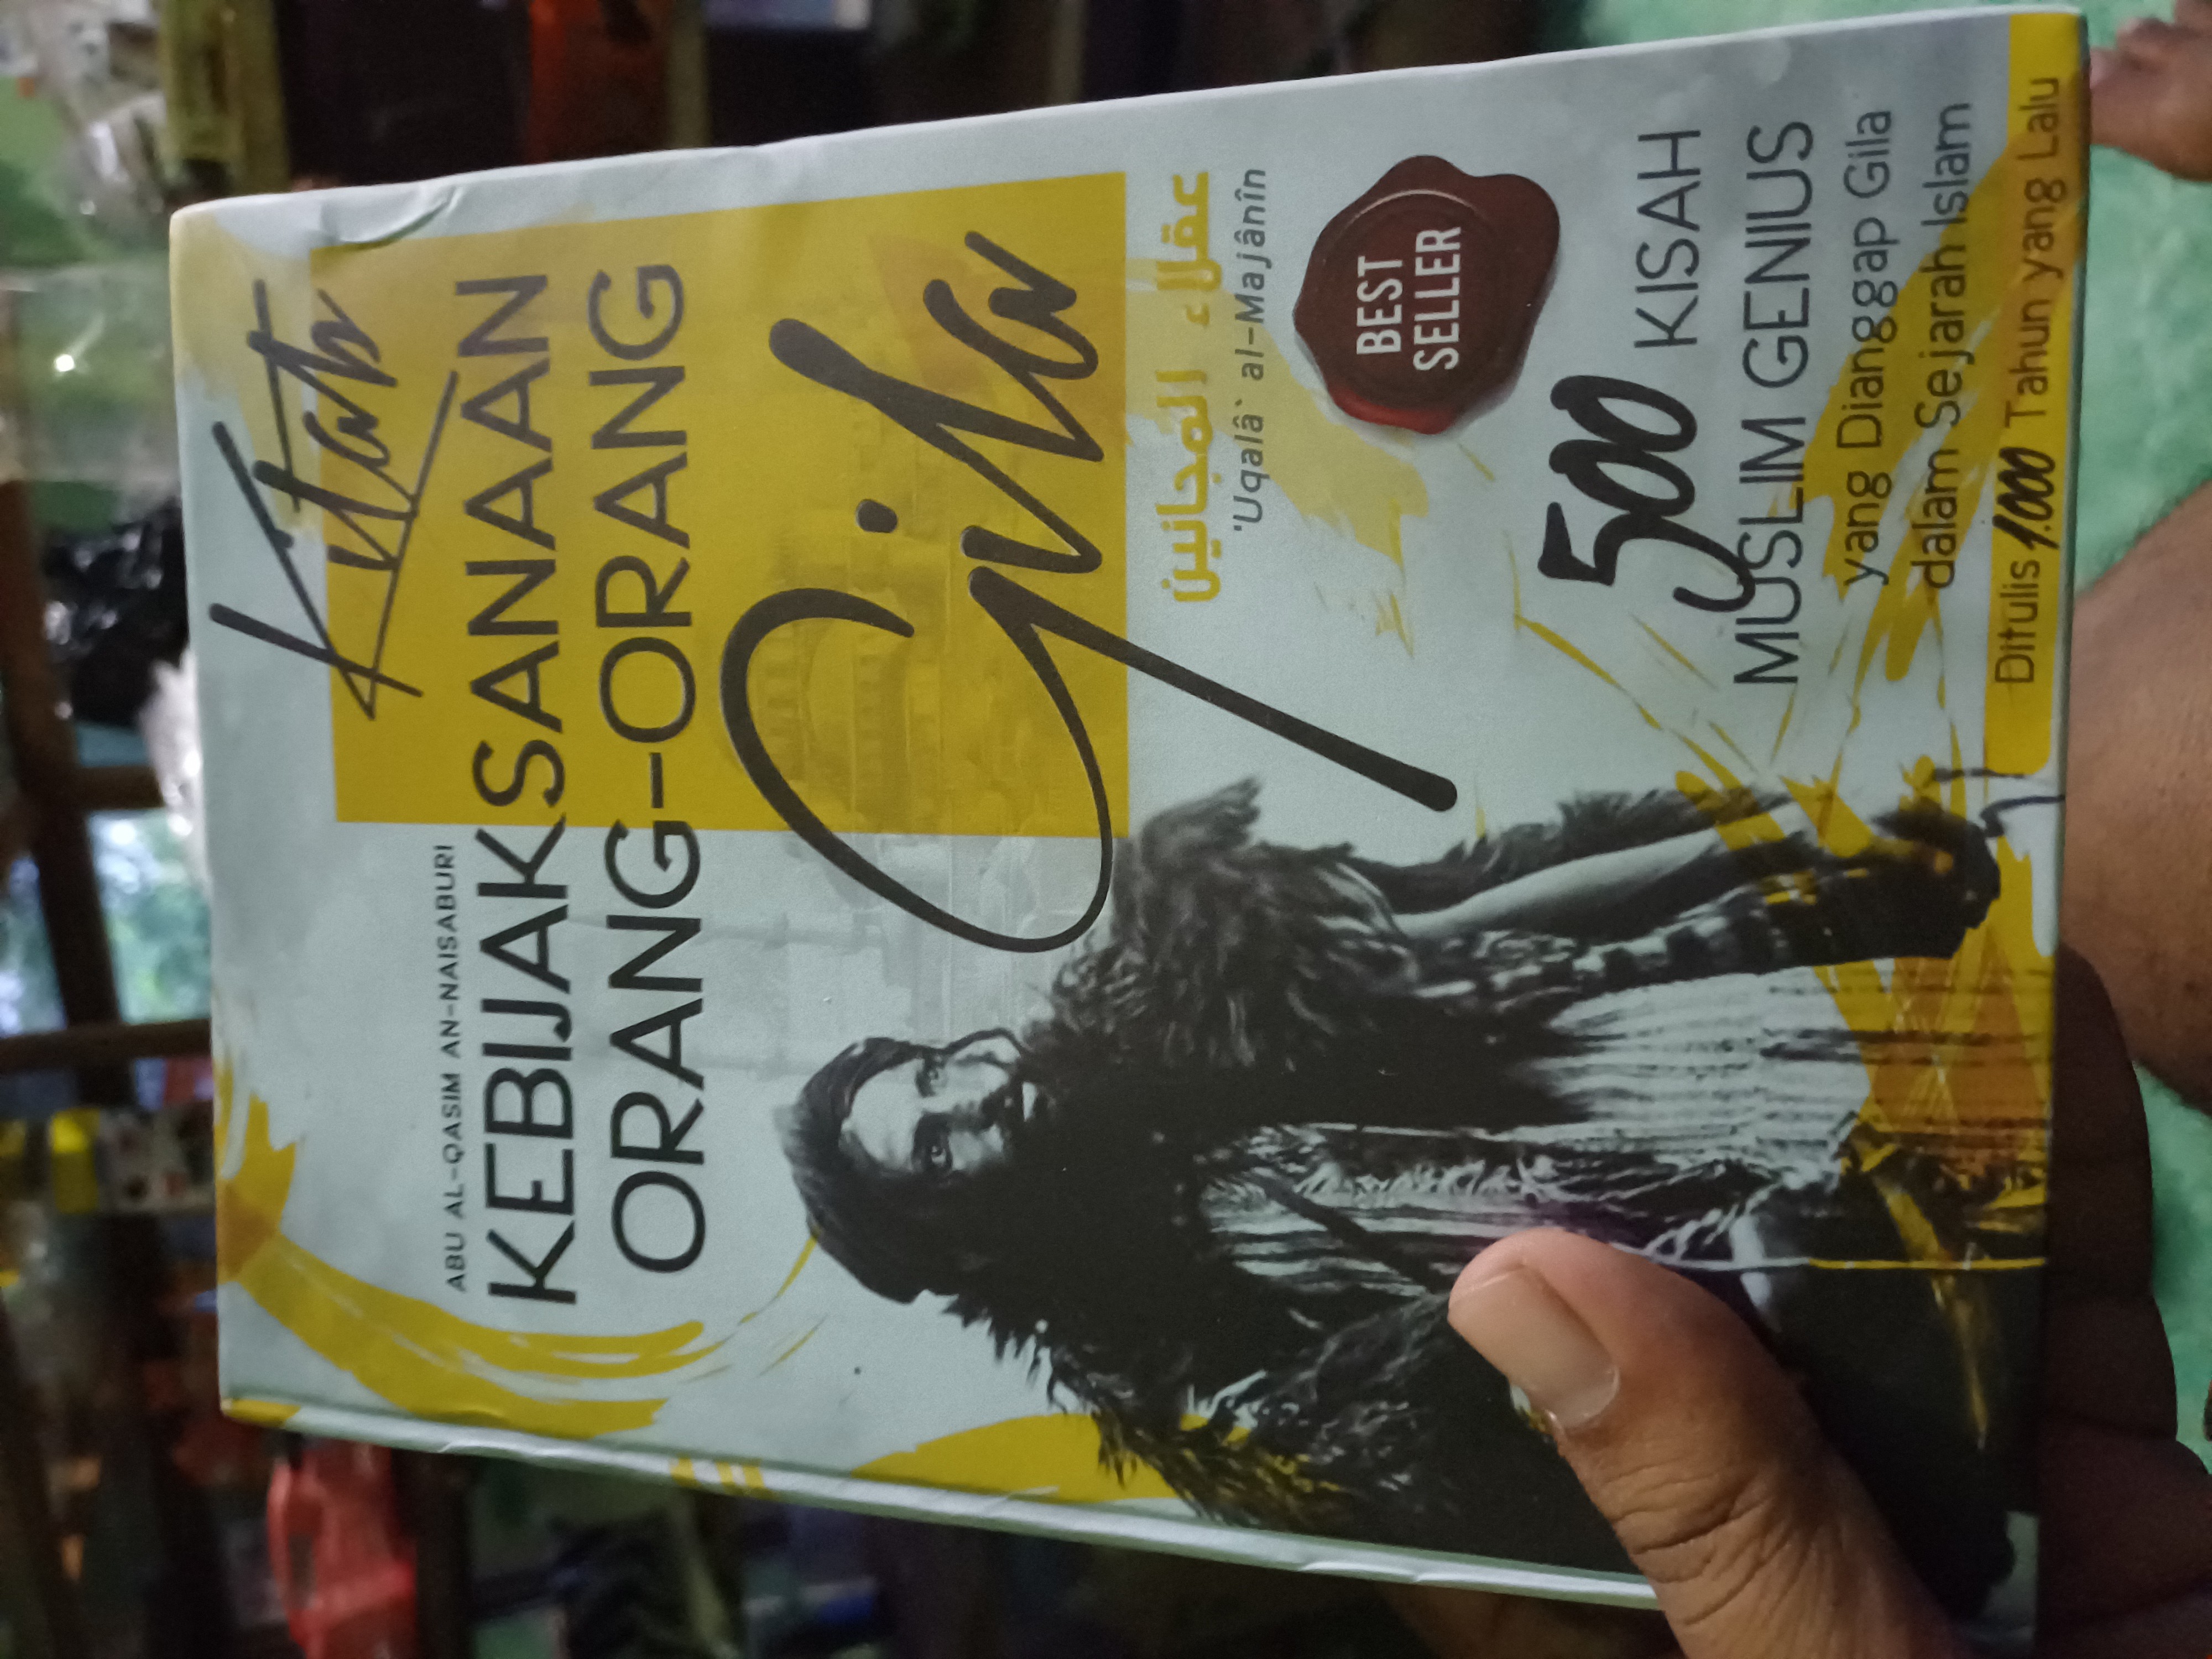 Kitab
ABU AL-QASIM AN-NAISABURI
KEBIJAKSANAAN
ORANG-ORANG
Gila
عقلاء المجانين
'Uqalâ` al-Majânîn
BEST
SELLER
500 KISAH
MUSLIM GENIUS
yang Dianggap Gila
dalam Sejarah Islam
Ditulis 1.000 Tahun yang Lalu